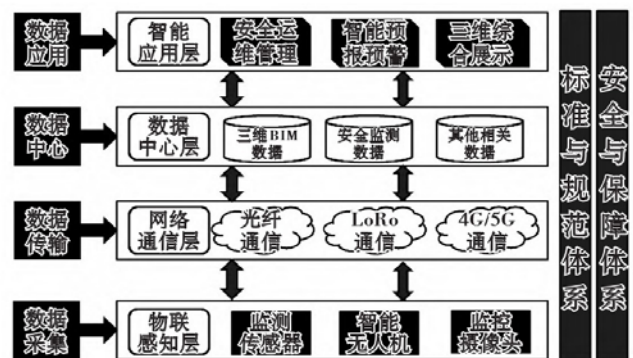 数据
应用
智能
应用层
安全运
维管理
智能预
报预警
三维综
合展示
数据
中心
数据
中心层
三维BIM
数据
安全监测
数据
其他相关
数据
数据
传输
网络
通信层
光纤
通信
LoRo
通信
4G/5G
通信
数据
采集
物联
感知层
监测
传感器
智能
无人机
监控
摄像头
标准与规范体系
安全与保障体系